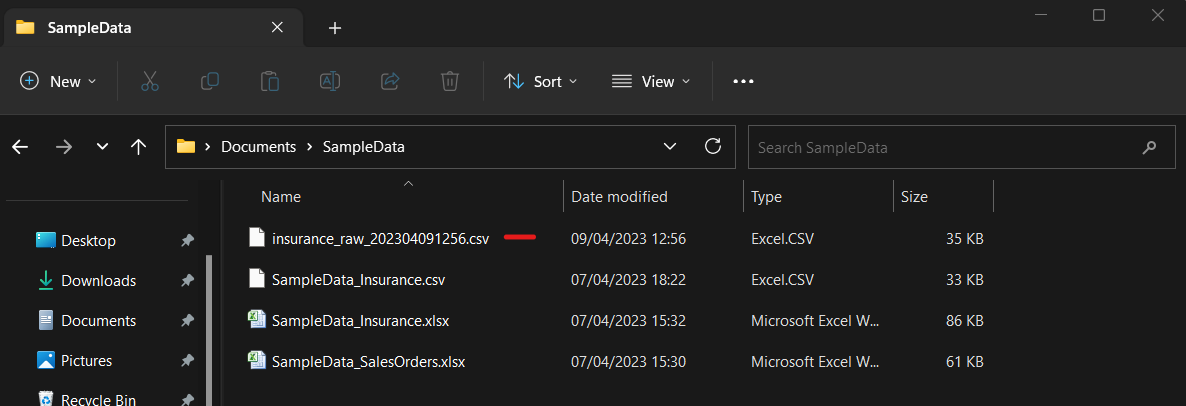 SampleData
New
Sort
View
Documents
SampleData
Search SampleData
Name Date modified Type Size
Desktop
Downloads
Documents
Pictures
Recycle Bin
insurance_raw_202304091256.csv 09/04/2023 12:56 Excel.CSV 35 KB
SampleData_Insurance.csv 07/04/2023 18:22 Excel.CSV 33 KB
SampleData_Insurance.xlsx 07/04/2023 15:32 Microsoft Excel W... 86 KB
SampleData_SalesOrders.xlsx 07/04/2023 15:30 Microsoft Excel W... 61 KB